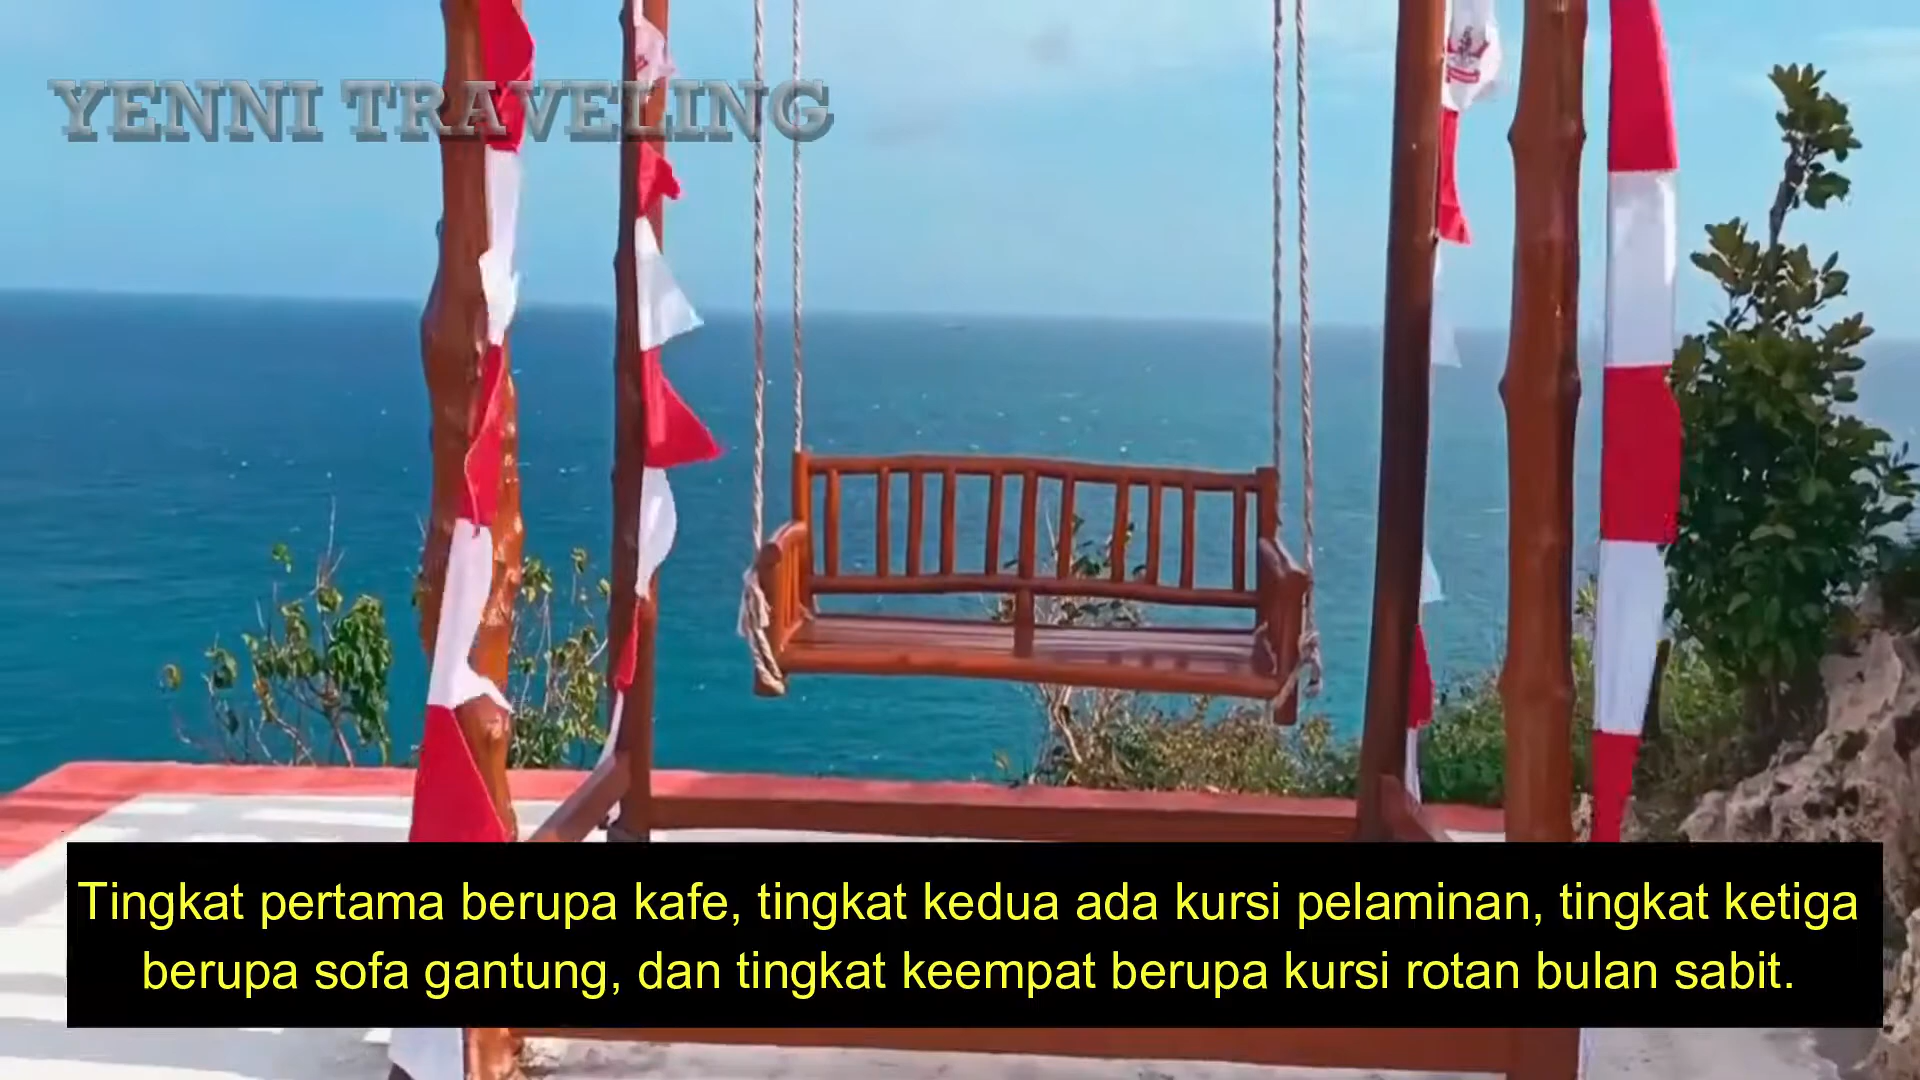 YENNI TRAVELING
Tingkat pertama berupa kafe, tingkat kedua ada kursi pelaminan, tingkat ketiga
berupa sofa gantung, dan tingkat keempat berupa kursi rotan bulan sabit.